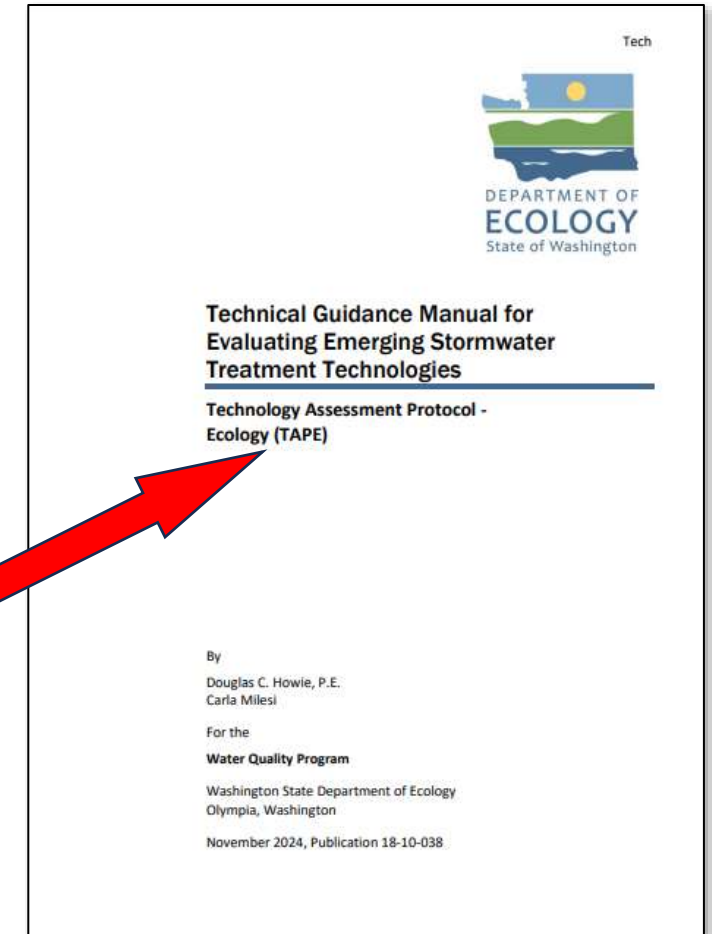 Tech
DEPARTMENT OF
ECOLOGY
State of Washington
Technical Guidance Manual for
Evaluating Emerging Stormwater
Treatment Technologies
Technology Assessment Protocol -
Ecology (TAPE)
By
Douglas C. Howie, P.E.
Carla Milesi
For the
Water Quality Program
Washington State Department of Ecology
Olympia, Washington
November 2024, Publication 18-10-038